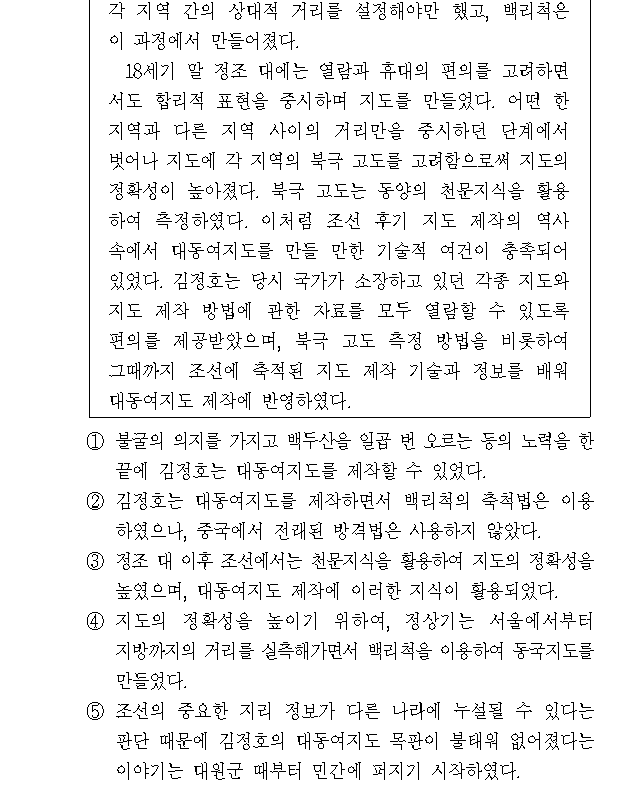 각 지역 간의 상대적 거리를 설정해야만 했고, 백리척은
이 과정에서 만들어졌다.
18세기 말 정조 대에는 열람과 휴대의 편의를 고려하면
서도 합리적 표현을 중시하며 지도를 만들었다. 어떤 한
지역과 다른 지역 사이의 거리만을 중시하던 단계에서
벗어나 지도에 각 지역의 북극 고도를 고려함으로써 지도의
정확성이 높아졌다. 북극 고도는 동양의 천문지식을 활용
하여 측정하였다. 이처럼 조선 후기 지도 제작의 역사
속에서 대동여지도를 만들 만한 기술적 여건이 충족되어
있었다. 김정호는 당시 국가가 소장하고 있던 각종 지도와
지도 제작 방법에 관한 자료를 모두 열람할 수 있도록
편의를 제공받았으며, 북극 고도 측정 방법을 비롯하여
그때까지 조선에 축적된 지도 제작 기술과 정보를 배워
대동여지도 제작에 반영하였다.
① 불굴의 의지를 가지고 백두산을 일곱 번 오르는 등의 노력을 한
끝에 김정호는 대동여지도를 제작할 수 있었다.
② 김정호는 대동여지도를 제작하면서 백리척의 축척법은 이용
하였으나, 중국에서 전래된 방격법은 사용하지 않았다.
③ 정조 대 이후 조선에서는 천문지식을 활용하여 지도의 정확성을
높였으며, 대동여지도 제작에 이러한 지식이 활용되었다.
④ 지도의 정확성을 높이기 위하여, 정상기는 서울에서부터
지방까지의 거리를 실측해가면서 백리척을 이용하여 동국지도를
만들었다.
⑤ 조선의 중요한 지리 정보가 다른 나라에 누설될 수 있다는
판단 때문에 김정호의 대동여지도 목판이 불태워 없어졌다는
이야기는 대원군 때부터 민간에 퍼지기 시작하였다.